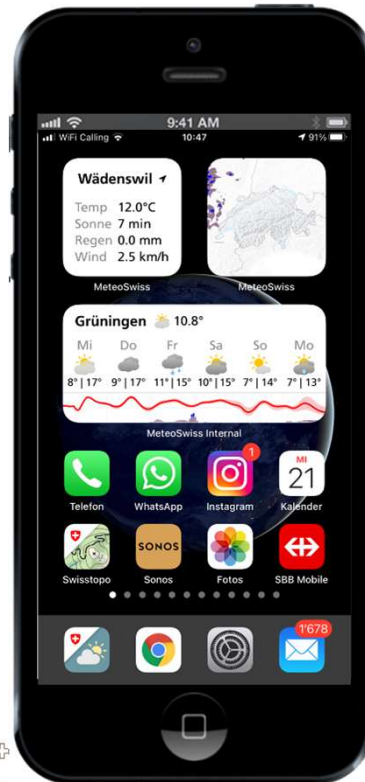 9:41 AM
WiFi Calling 10:47 91%
Wädenswil
Temp 12.0°C
Sonne 7 min
Regen 0.0 mm
Wind 2.5 km/h
MeteoSwiss MeteoSwiss
Grüningen 10.8°
Mi Do Fr Sa So Mo
8° | 17° 9° | 17° 11° | 15° 10° | 15° 7° | 14° 7° | 13°
MeteoSwiss Internal
1 MI
21
Telefon WhatsApp Instagram Kalender
SONOS
Swisstopo Sonos Fotos SBB Mobile
1'678